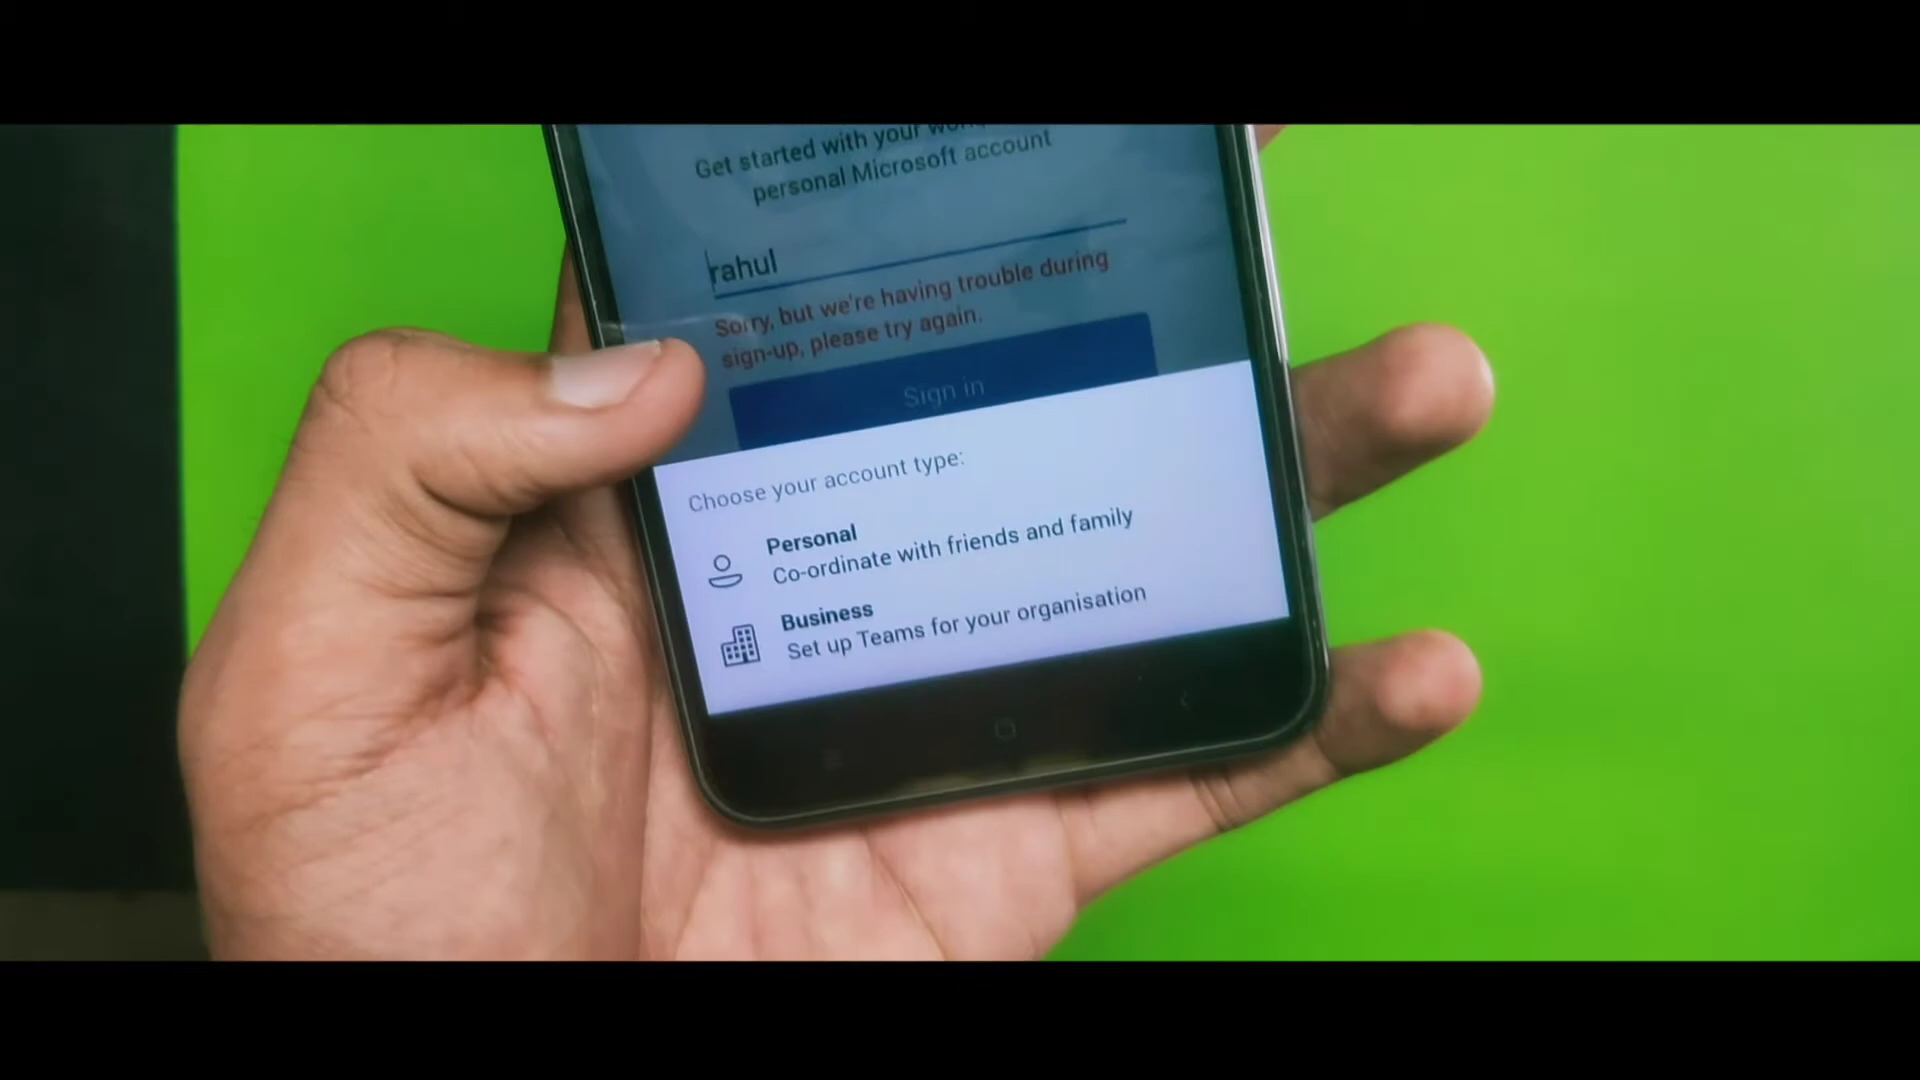 Get started with your
personal Microsoft account
rahul
Sorry, but we're having trouble during
sign-up, please try again.
Sign in
Choose your account type:
Personal
Co-ordinate with friends and family
Business
Set up Teams for your organisation